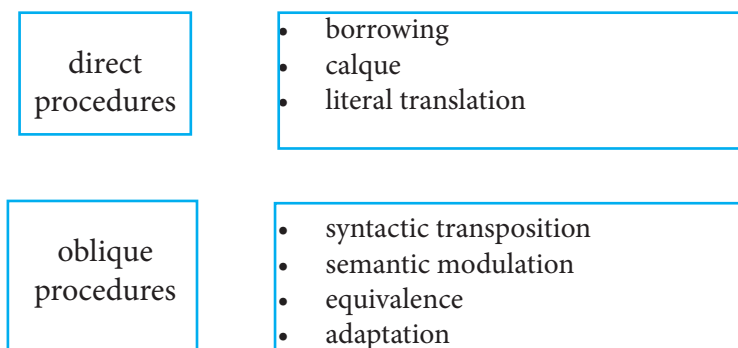 direct
procedures
• borrowing
• calque
• literal translation
oblique
procedures
• syntactic transposition
• semantic modulation
• equivalence
• adaptation